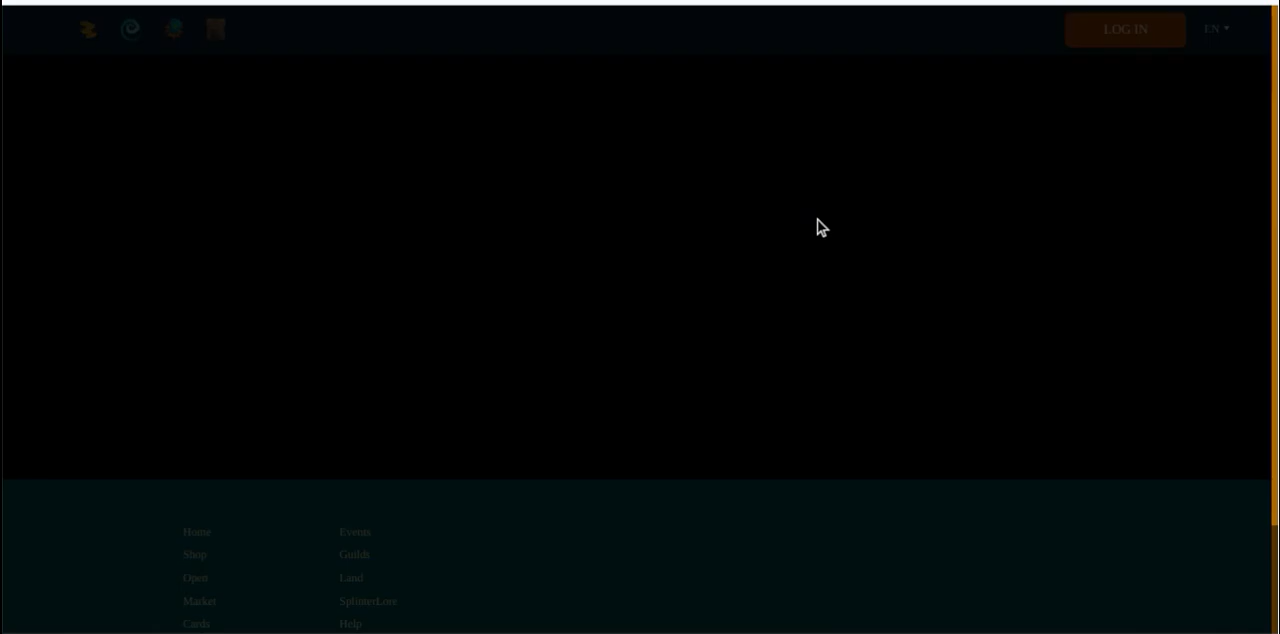 LOG IN
EN
Home
Shop
Open
Market
Cards
Events
Guilds
Land
SplinterLore
Help